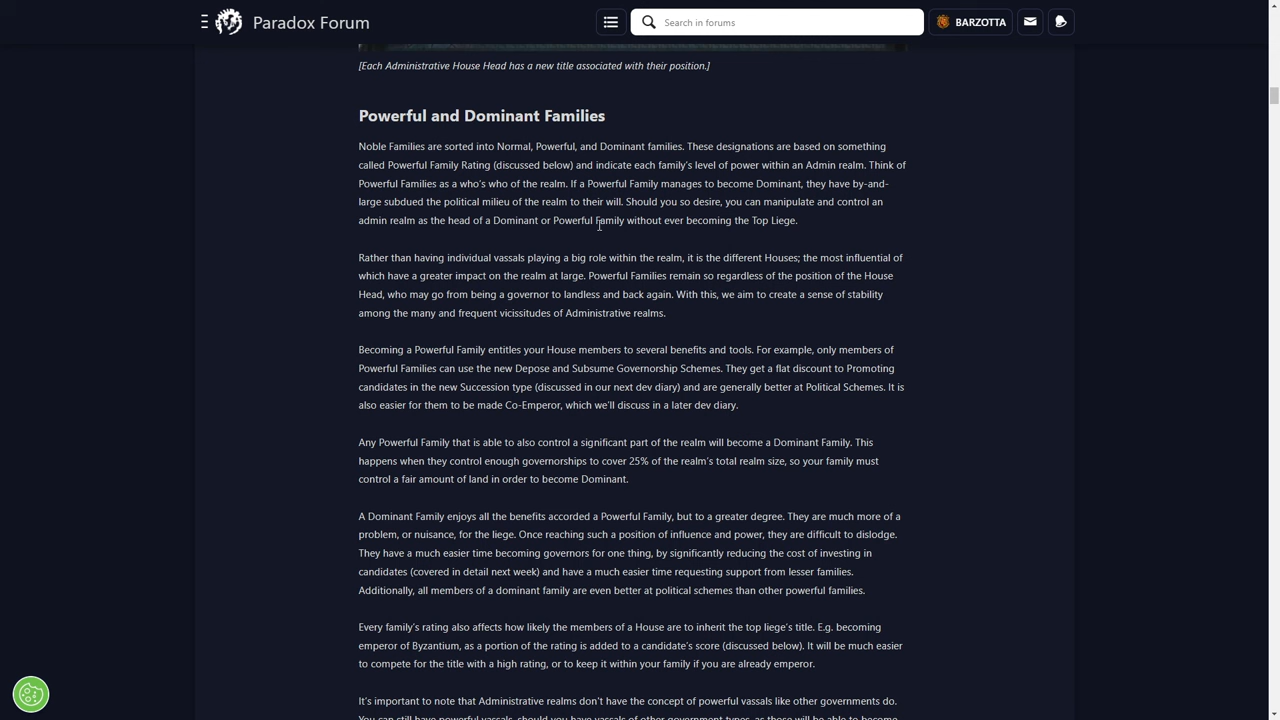 Paradox Forum
Search in forums
BARZOTTA
[Each Administrative House Head has a new title associated with their position.]
Powerful and Dominant Families
Noble Families are sorted into Normal, Powerful, and Dominant families. These designations are based on something
called Powerful Family Rating (discussed below) and indicate each family's level of power within an Admin realm. Think of
Powerful Families as a who's who of the realm. If a Powerful Family manages to become Dominant, they have by-and-
large subdued the political milieu of the realm to their will. Should you so desire, you can manipulate and control an
admin realm as the head of a Dominant or Powerful Family without ever becoming the Top Liege.
Rather than having individual vassals playing a big role within the realm, it is the different Houses; the most influential of
which have a greater impact on the realm at large. Powerful Families remain so regardless of the position of the House
Head, who may go from being a governor to landless and back again. With this, we aim to create a sense of stability
among the many and frequent vicissitudes of Administrative realms.
Becoming a Powerful Family entitles your House members to several benefits and tools. For example, only members of
Powerful Families can use the new Depose and Subsume Governorship Schemes. They get a flat discount to Promoting
candidates in the new Succession type (discussed in our next dev diary) and are generally better at Political Schemes. It is
also easier for them to be made Co-Emperor, which we'll discuss in a later dev diary.
Any Powerful Family that is able to also control a significant part of the realm will become a Dominant Family. This
happens when they control enough governorships to cover 25% of the realm's total realm size, so your family must
control a fair amount of land in order to become Dominant.
A Dominant Family enjoys all the benefits accorded a Powerful Family, but to a greater degree. They are much more of a
problem, or nuisance, for the liege. Once reaching such a position of influence and power, they are difficult to dislodge.
They have a much easier time becoming governors for one thing, by significantly reducing the cost of investing in
candidates (covered in detail next week) and have a much easier time requesting support from lesser families.
Additionally, all members of a dominant family are even better at political schemes than other powerful families.
Every family's rating also affects how likely the members of a House are to inherit the top liege's title. E.g. becoming
emperor of Byzantium, as a portion of the rating is added to a candidate's score (discussed below). It will be much easier
to compete for the title with a high rating, or to keep it within your family if you are already emperor.
It's important to note that Administrative realms don't have the concept of powerful vassals like other governments do.
You can still have powerful vassals, should you have vassals of other government types, as those will be able to become